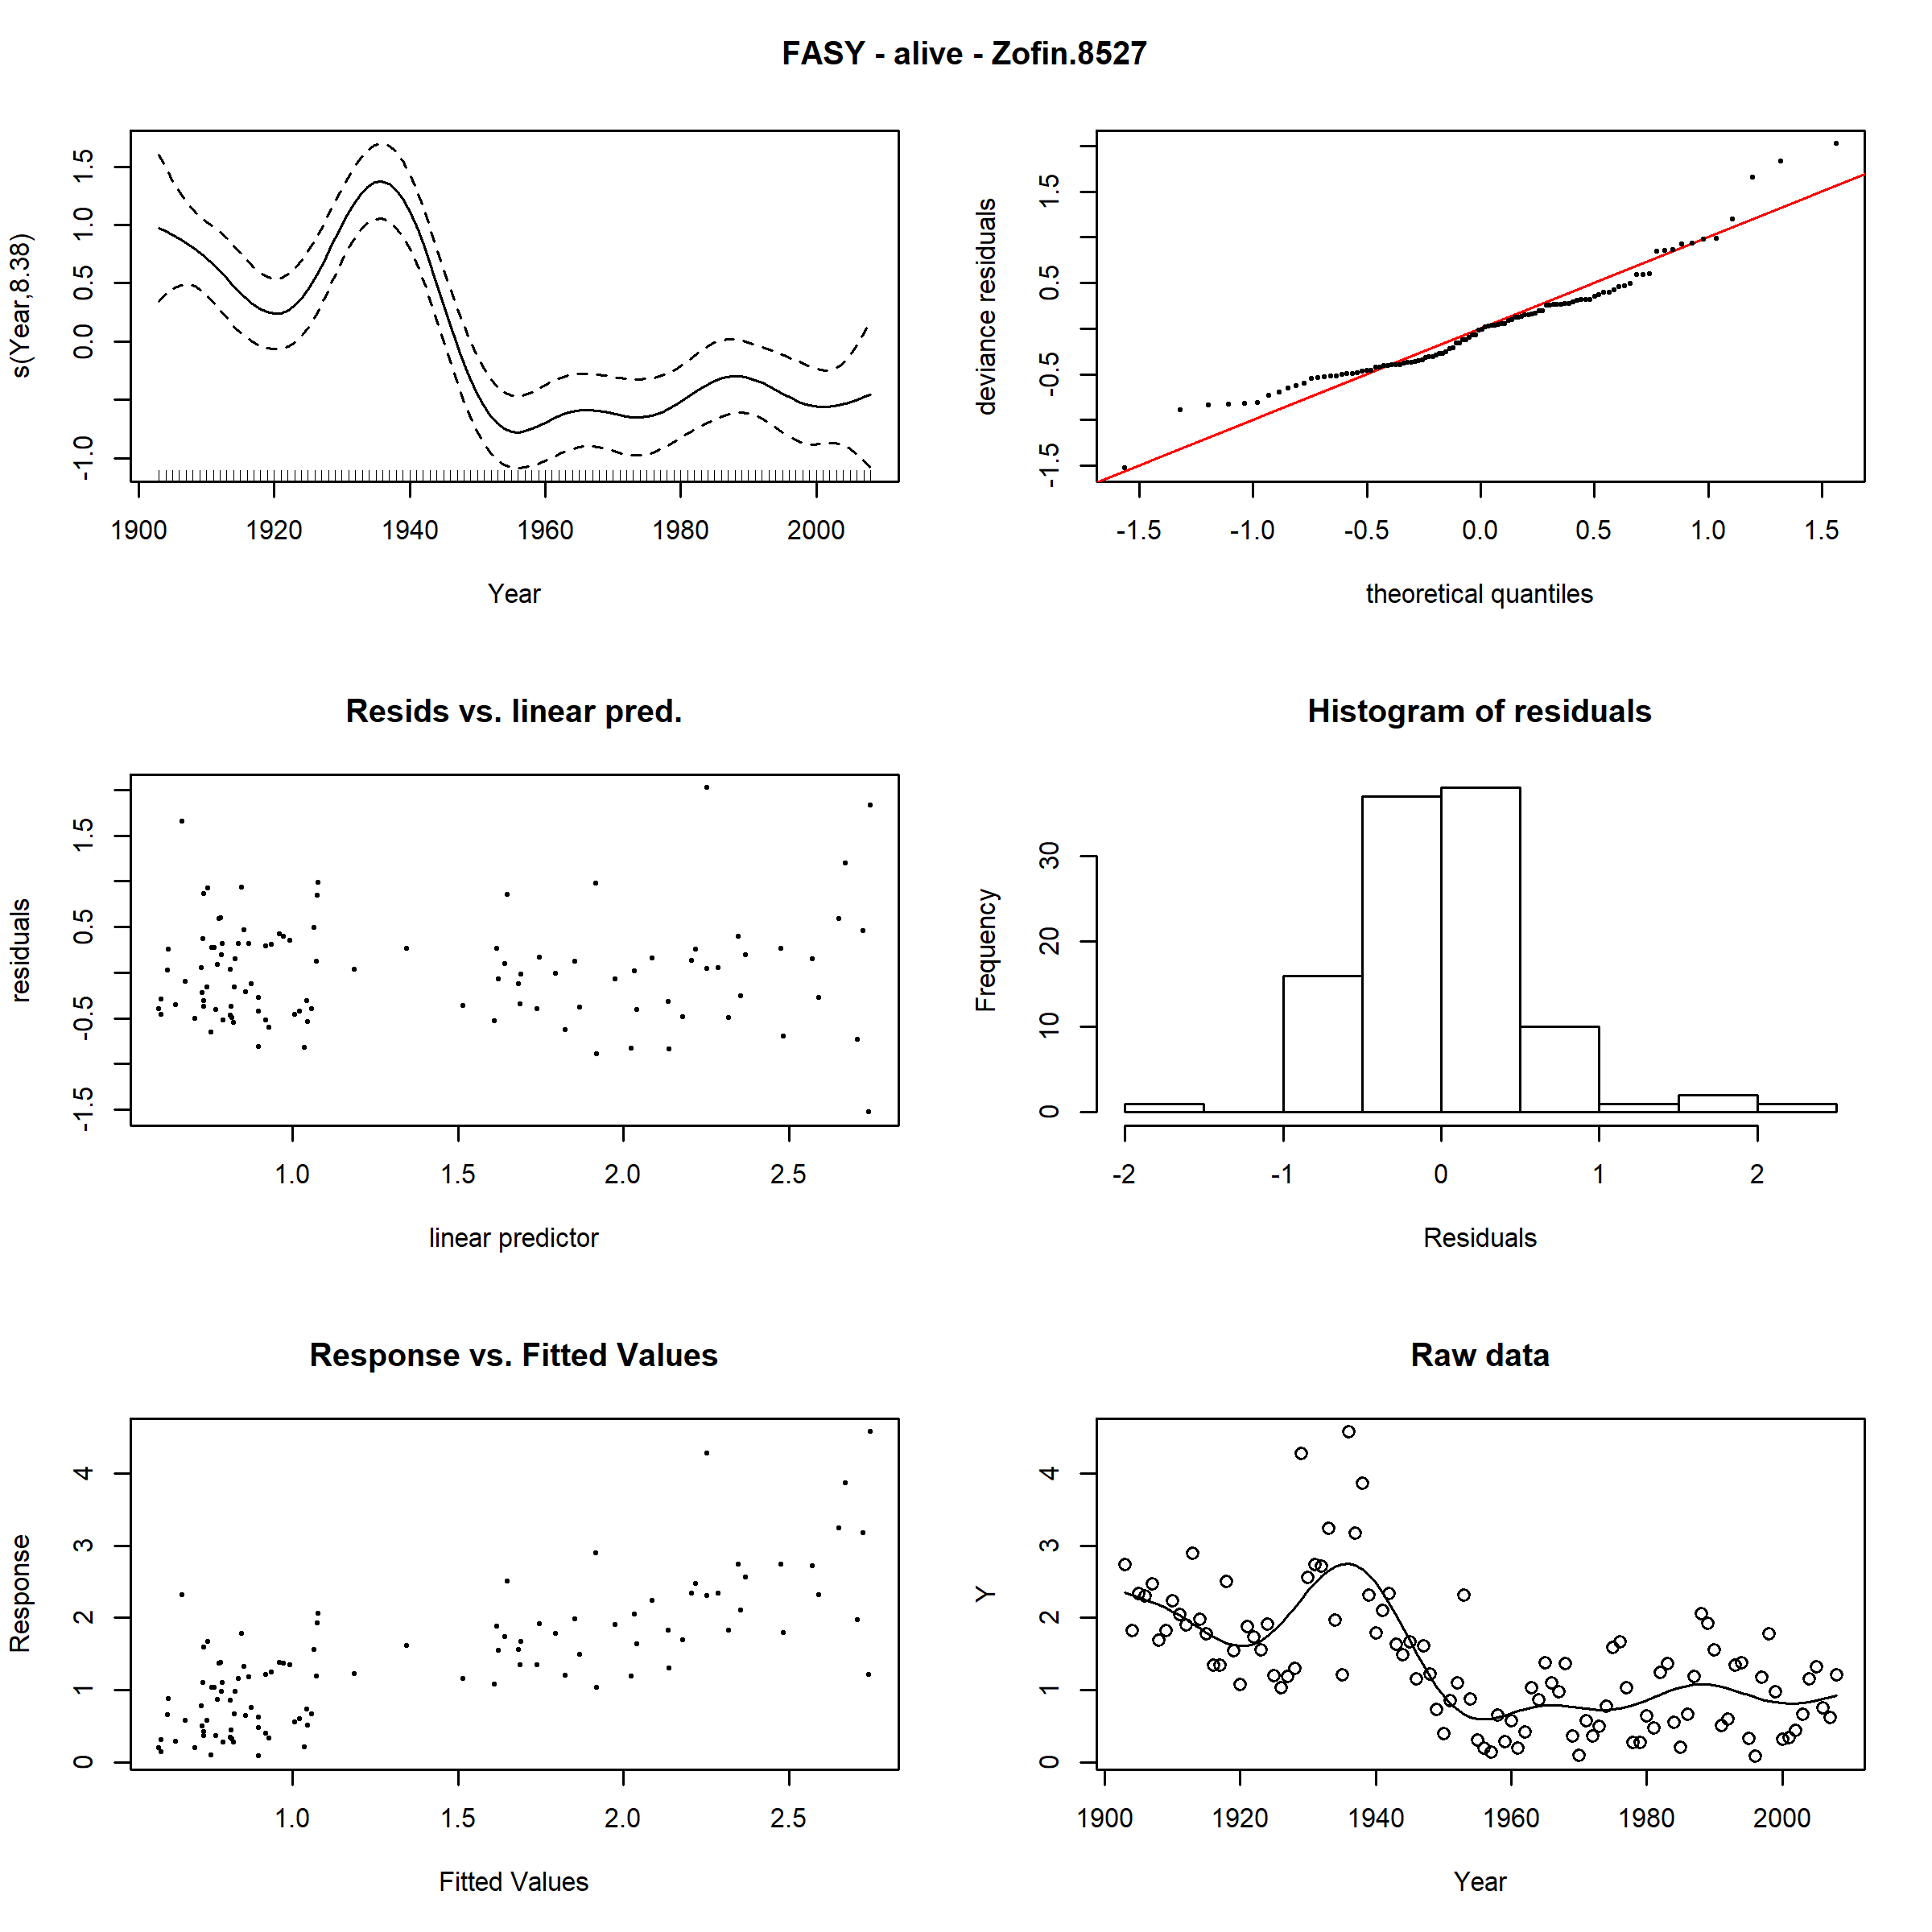 FASY - alive - Zofin.8527
s(Year,8.38)
-1.0 0.0 0.5 1.0 1.5
1900 1920 1940 1960 1980 2000
Year
deviance residuals
-1.5 -0.5 0.5 1.5
-1.5 -1.0 -0.5 0.0 0.5 1.0 1.5
theoretical quantiles
Resids vs. linear pred.
residuals
-1.5 -0.5 0.5 1.5
1.0 1.5 2.0 2.5
linear predictor
Histogram of residuals
Frequency
0 10 20 30
-2 -1 0 1 2
Residuals
Response vs. Fitted Values
Response
0 1 2 3 4
1.0 1.5 2.0 2.5
Fitted Values
Raw data
Y
0 1 2 3 4
1900 1920 1940 1960 1980 2000
Year